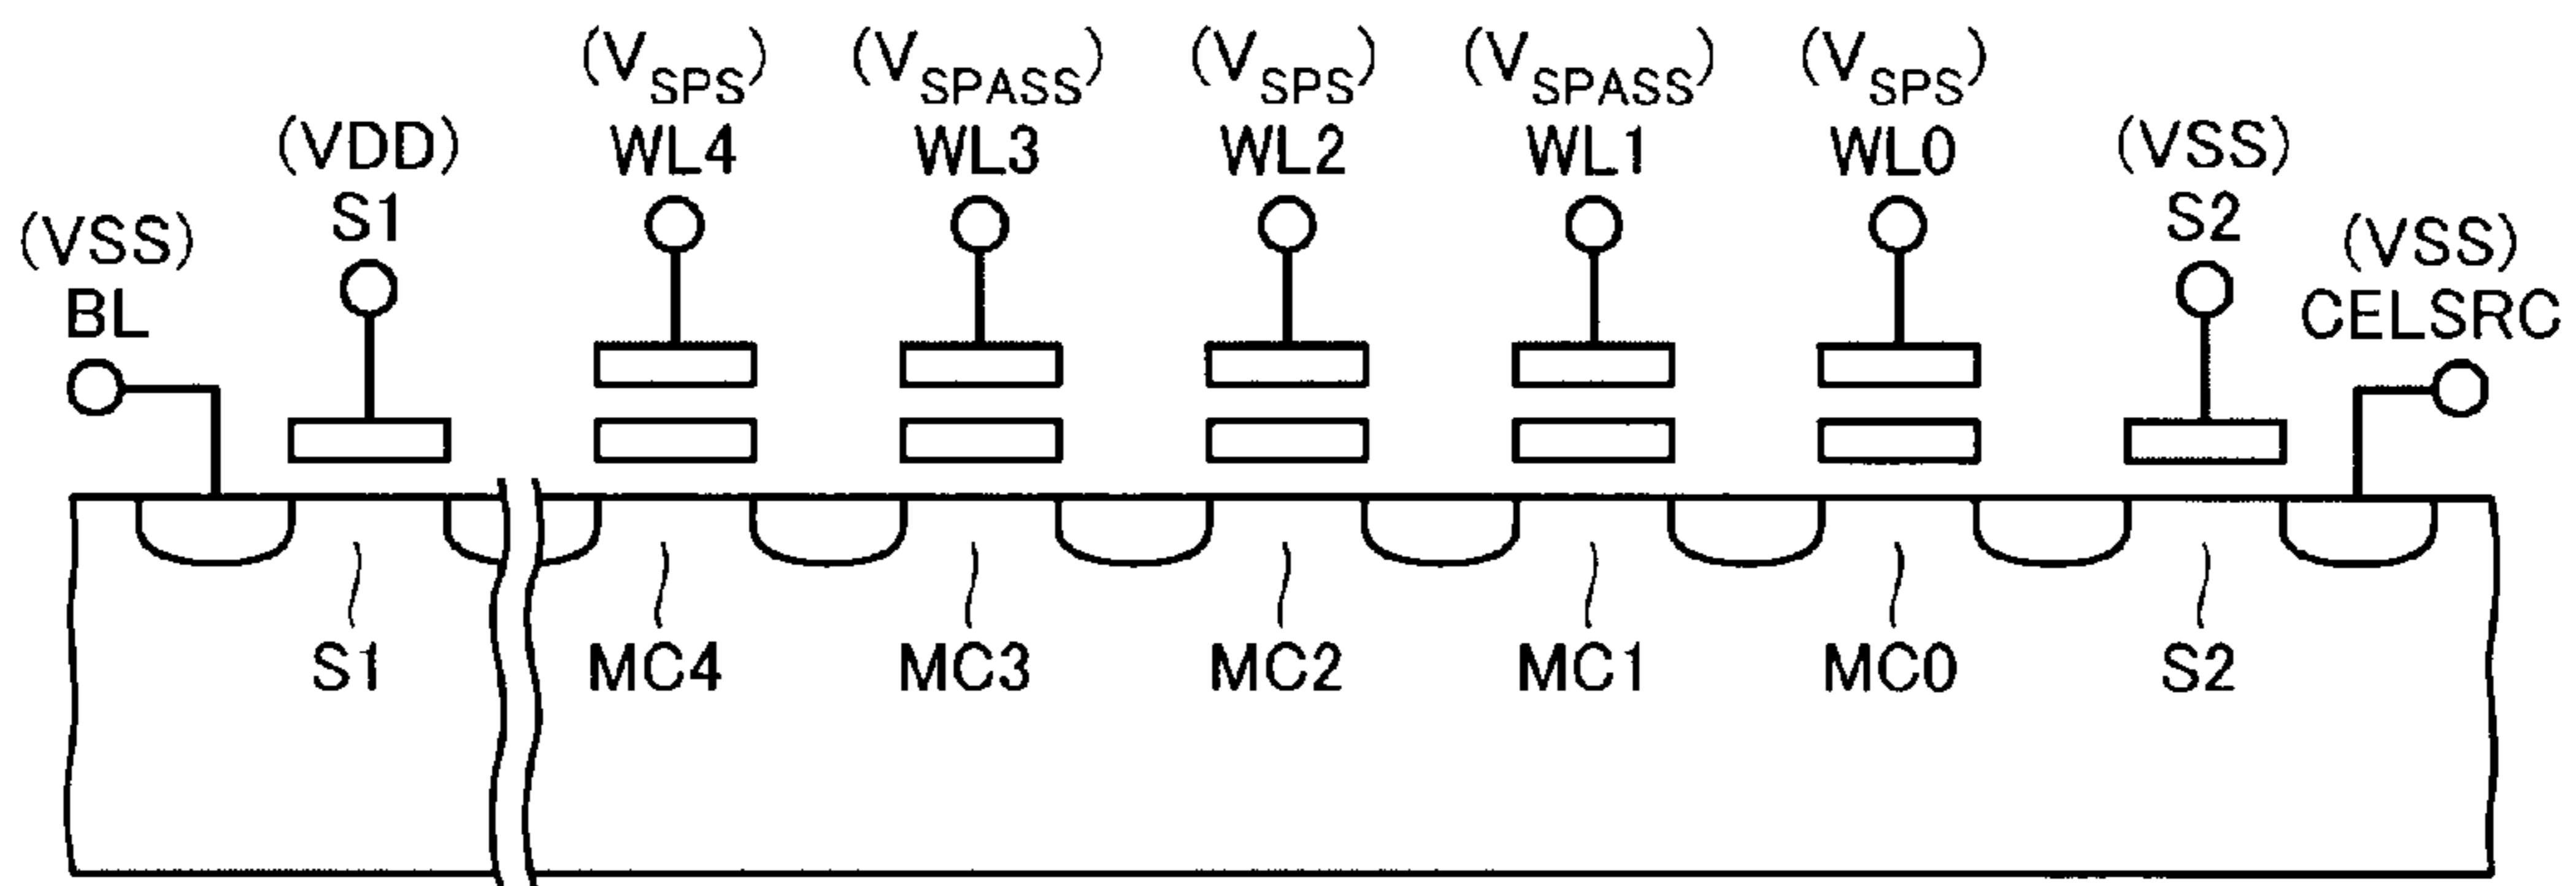 (VSPS) (VSPASS) (VSPS) (VSPASS) (VSPS)
(VDD) WL4 WL3 WL2 WL1 WL0 (VSS)
(VSS) S1 S2 (VSS)
BL CELSRC
S1 MC4 MC3 MC2 MC1 MC0 S2